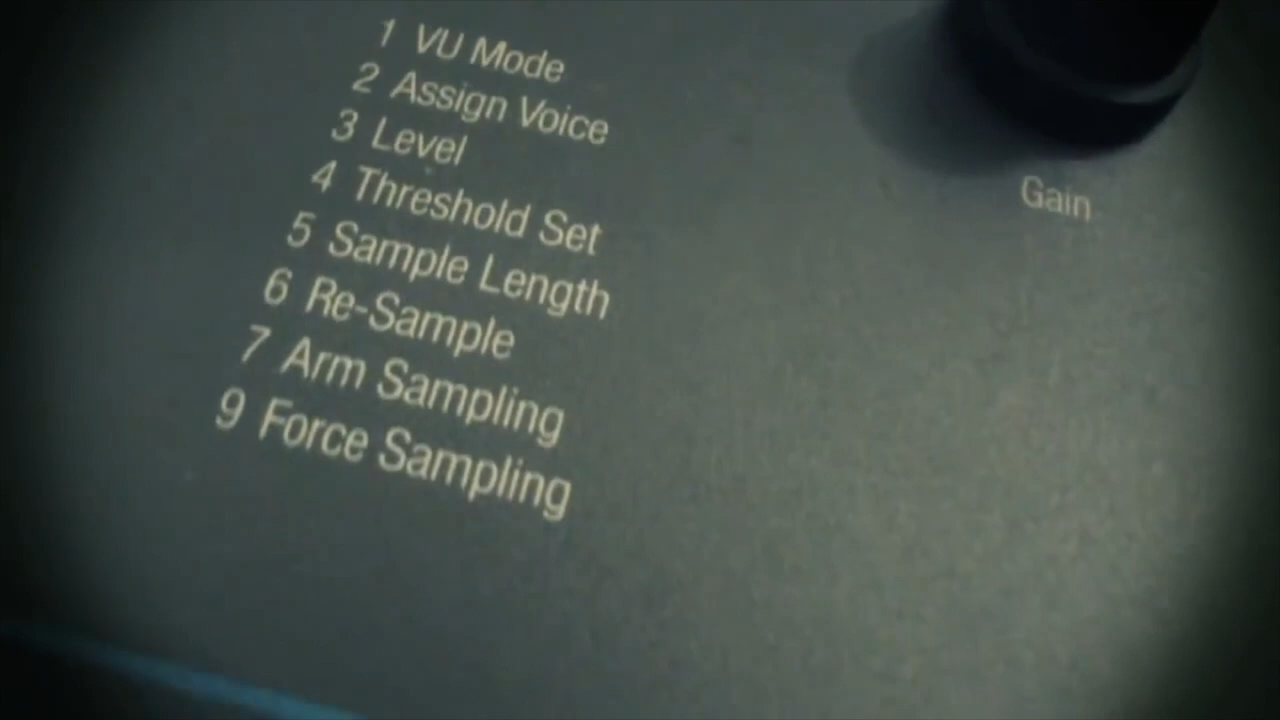 1 VU Mode
2 Assign Voice
3 Level
4 Threshold Set
5 Sample Length
6 Re-Sample
7 Arm Sampling
9 Force Sampling
Gain